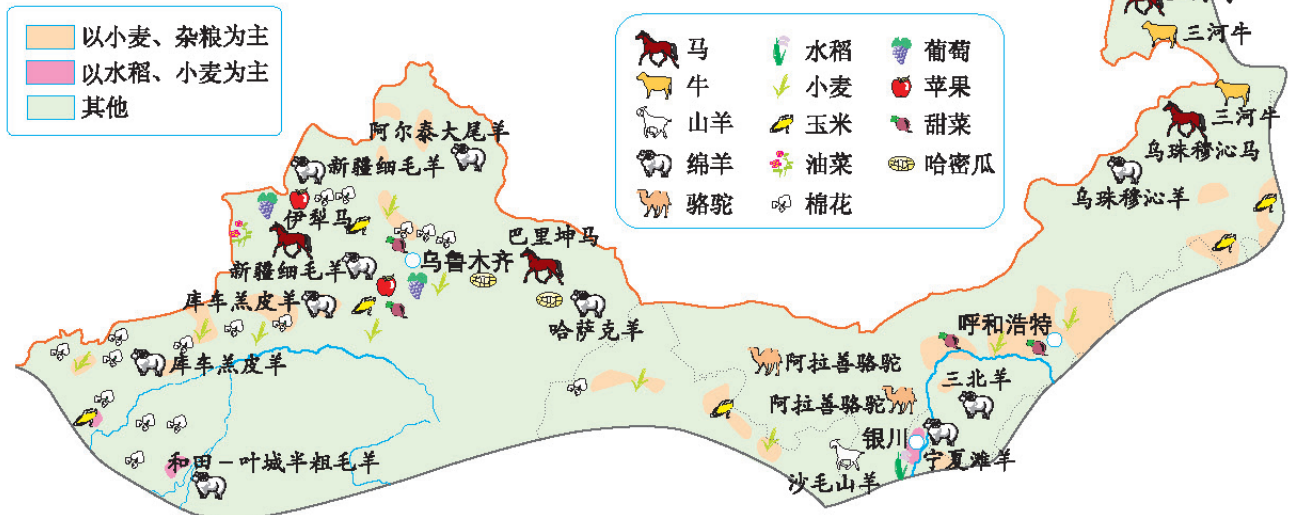 以小麦、杂粮为主
以水稻、小麦为主
其他
马
水稻
葡萄
牛
小麦
苹果
山羊
玉米
甜菜
绵羊
油菜
哈密瓜
骆驼
棉花
三河牛
三河牛
乌珠穆沁马
乌珠穆沁羊
阿尔泰大尾羊
新疆细毛羊
伊犁马
巴里坤马
乌鲁木齐
新疆细毛羊
库车羔皮羊
哈萨克羊
库车羔皮羊
呼和浩特
阿拉善骆驼
三北羊
阿拉善骆驼
银川
宁夏滩羊
和田－叶城半粗毛羊
沙毛山羊